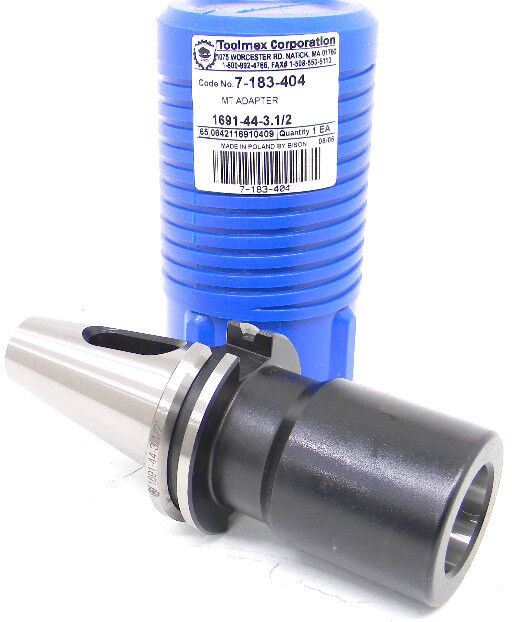 Toolmex Corporation
1075 WORCESTER RD. NATICK, MA 01760
1-800-992-4766, FAX# 1-508-653-5110
Code No. 7-183-404
MT ADAPTER
1691-44-3.1/2
65.0642116910409 Quantity 1 EA
MADE IN POLAND BY BISON 08/06
7-183-404
1691-44-3.1/2